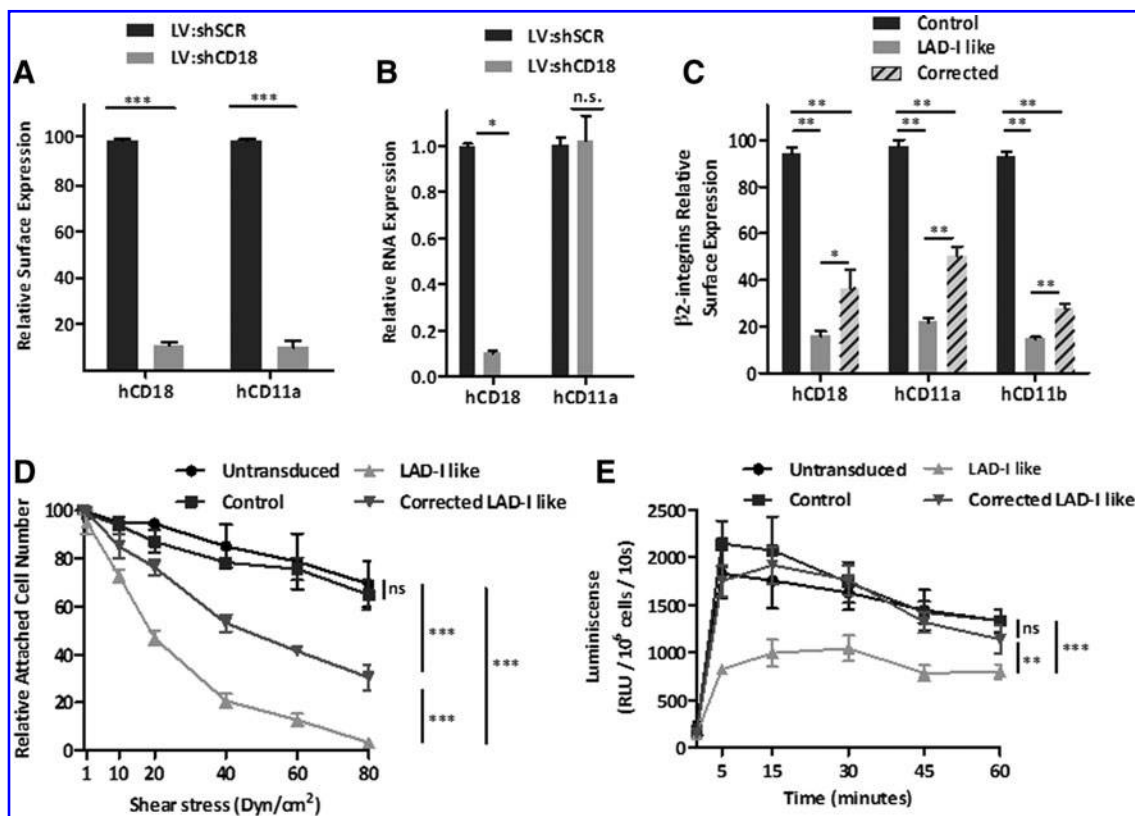 A
LV:shSCR
LV:shCD18
Relative Surface Expression
100
80
60
40
20
***
***
hCD18
hCD11a
B
LV:shSCR
LV:shCD18
Relative RNA Expression
1.0
0.8
0.6
0.4
0.2
0.0
*
n.s.
hCD18
hCD11a
C
Control
LAD-I like
Corrected
β2-integrins Relative
Surface Expression
100
80
60
40
20
0
**
**
*
**
**
**
**
**
**
hCD18
hCD11a
hCD11b
D
Untransduced
LAD-I like
Control
Corrected LAD-I like
Relative Attached Cell Number
100
80
60
40
20
0
ns
***
***
***
1
10
20
40
60
80
Shear stress (Dyn/cm²)
E
Untransduced
LAD-I like
Control
Corrected LAD-I like
Luminiscense
(RLU / 10⁶ cells / 10s)
2500
2000
1500
1000
500
0
ns
**
***
5
15
30
45
60
Time (minutes)